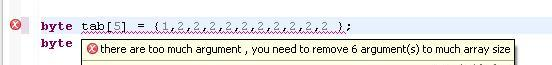 byte tab[5] = {1,2,2,2,2,2,2,2,2,2,2 };
byte
there are too much argument , you need to remove 6 argument(s) to much array size